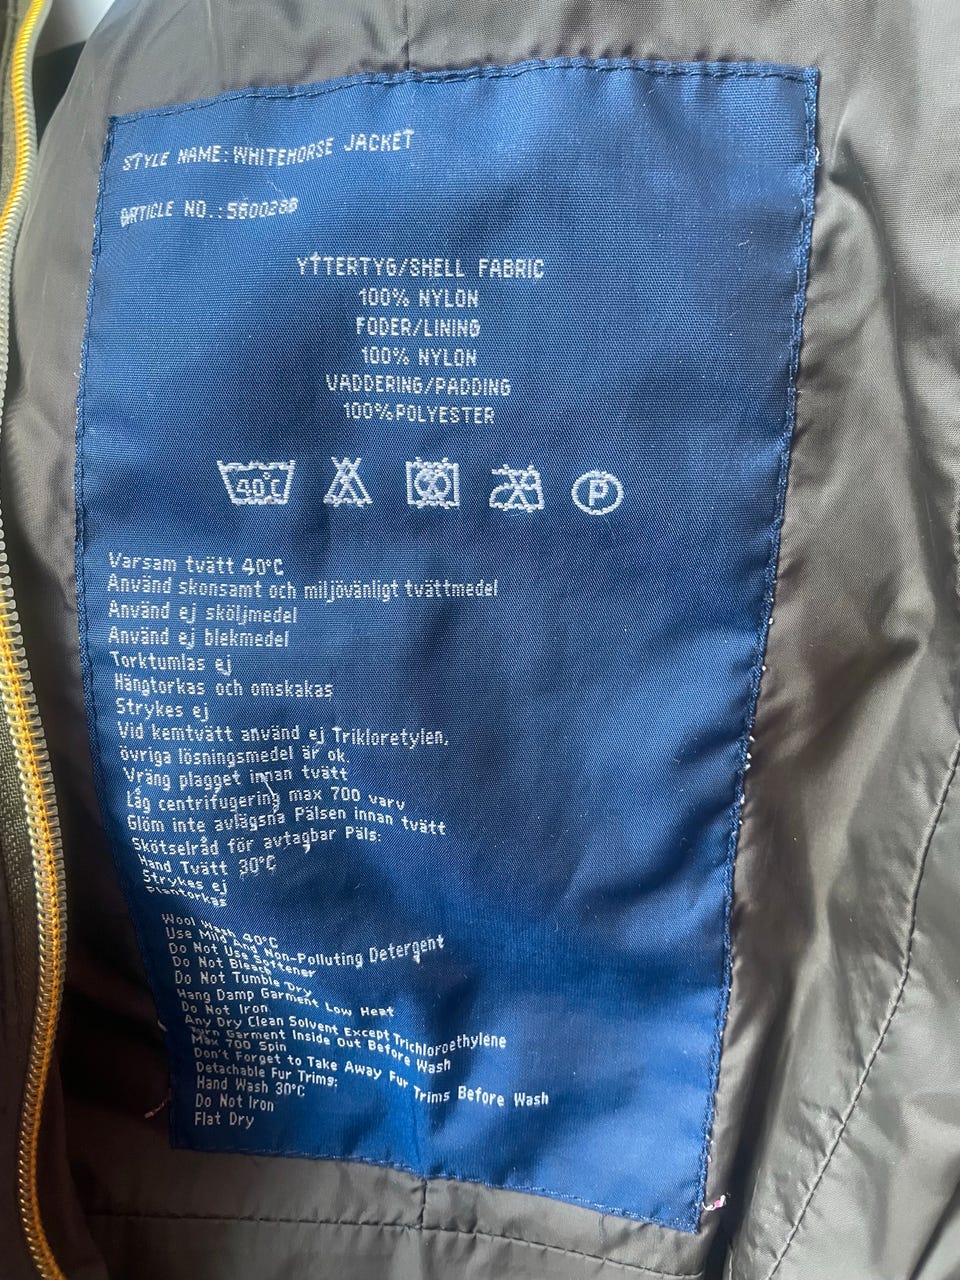 STYLE NAME: WHITEHORSE JACKET
ARTICLE NO.: 5600288
YTTERTYG/SHELL FABRIC
100% NYLON
FODER/LINING
100% NYLON
VADDERING/PADDING
100%POLYESTER
40°C P
Varsam tvätt 40°C
Använd skonsamt och miljövänligt tvättmedel
Använd ej sköljmedel
Använd ej blekmedel
Torktumlas ej
Hängtorkas och omskakas
Strykes ej
Vid kemtvätt använd ej Trikloretylen,
övriga lösningsmedel är ok.
Vräng plagget innan tvätt
Låg centrifugering max 700 varv
Glöm inte avlägsna Pälsen innan tvätt
Skötselråd för avtagbar Päls:
Hand Tvätt 30°C
Strykes ej
Plantorkas
Wool Wash 40°C
Use Mild And Non-Polluting Detergent
Do Not Use Softener
Do Not Bleach
Do Not Tumble Dry
Hang Damp Garment Low Heat
Do Not Iron
Any Dry Clean Solvent Except Trichloroethylene
Turn Garment Inside Out Before Wash
Max 700 Spin
Don't Forget to Take Away Fur Trims Before Wash
Detachable Fur Trims:
Hand Wash 30°C
Do Not Iron
Flat Dry